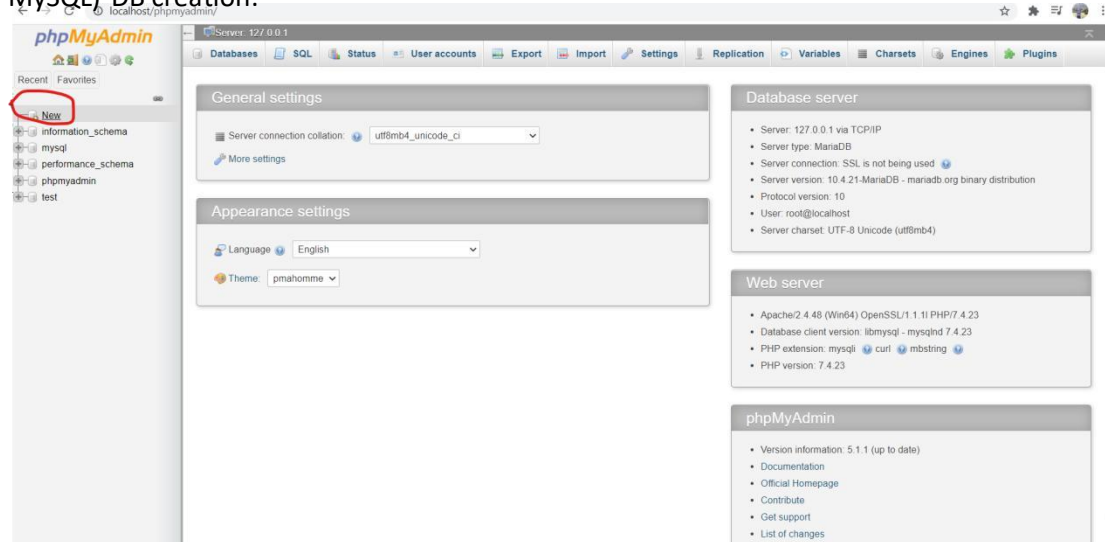 MySQL) DB creation:
localhost/phpmyadmin/
phpMyAdmin
Recent Favorites
New
information_schema
mysql
performance_schema
phpmyadmin
test
Server: 127.0.0.1
Databases SQL Status User accounts Export Import Settings Replication Variables Charsets Engines Plugins
General settings
Server connection collation: utf8mb4_unicode_ci
More settings
Appearance settings
Language English
Theme: pmahomme
Database server
• Server: 127.0.0.1 via TCP/IP
• Server type: MariaDB
• Server connection: SSL is not being used
• Server version: 10.4.21-MariaDB - mariadb.org binary distribution
• Protocol version: 10
• User: root@localhost
• Server charset: UTF-8 Unicode (utf8mb4)
Web server
• Apache/2.4.48 (Win64) OpenSSL/1.1.1l PHP/7.4.23
• Database client version: libmysql - mysqlnd 7.4.23
• PHP extension: mysqli curl mbstring
• PHP version: 7.4.23
phpMyAdmin
• Version information: 5.1.1 (up to date)
• Documentation
• Official Homepage
• Contribute
• Get support
• List of changes